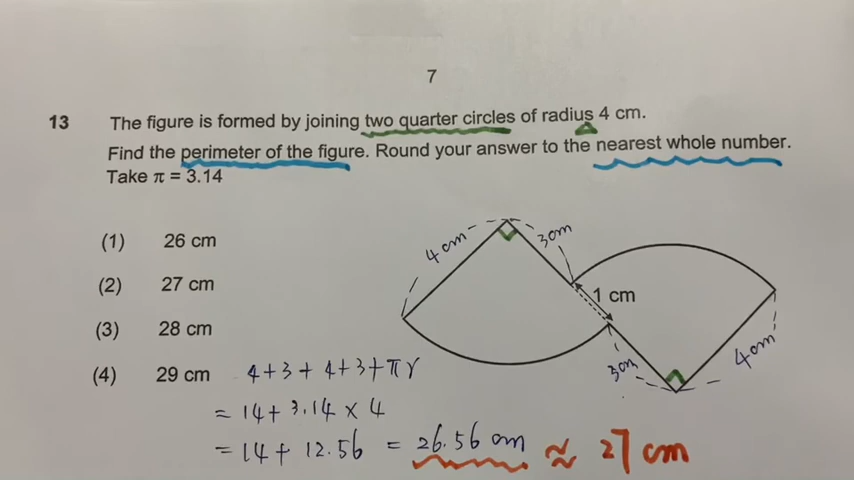 7
13 The figure is formed by joining two quarter circles of radius 4 cm.
Find the perimeter of the figure. Round your answer to the nearest whole number.
Take π = 3.14
(1) 26 cm
(2) 27 cm
(3) 28 cm
(4) 29 cm
4 cm
3cm
1 cm
3cm
4cm
4+3+4+3+πr
= 14+3.14×4
= 14+12.56 = 26.56 cm ≈ 27 cm